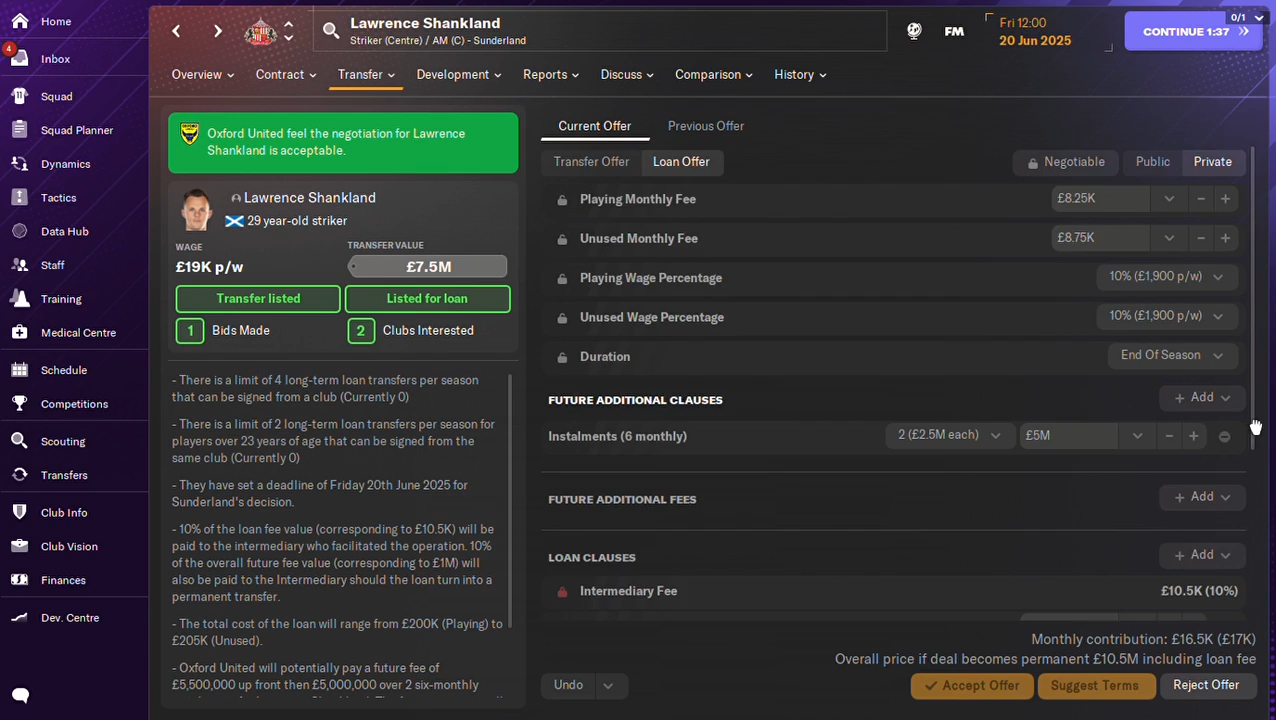 Home
4
Inbox
Squad
Squad Planner
Dynamics
Tactics
Data Hub
Staff
Training
Medical Centre
Schedule
Competitions
Scouting
Transfers
Club Info
Club Vision
Finances
Dev. Centre
Lawrence Shankland
Striker (Centre) / AM (C) - Sunderland
FM
Fri 12:00
20 Jun 2025
0/1
CONTINUE 1:37
Overview
Contract
Transfer
Development
Reports
Discuss
Comparison
History
Oxford United feel the negotiation for Lawrence
Shankland is acceptable.
Lawrence Shankland
29 year-old striker
WAGE
£19K p/w
TRANSFER VALUE
£7.5M
Transfer listed
Listed for loan
1 Bids Made
2 Clubs Interested
- There is a limit of 4 long-term loan transfers per season
that can be signed from a club (Currently 0)
- There is a limit of 2 long-term loan transfers per season for
players over 23 years of age that can be signed from the
same club (Currently 0)
- They have set a deadline of Friday 20th June 2025 for
Sunderland's decision.
- 10% of the loan fee value (corresponding to £10.5K) will be
paid to the intermediary who facilitated the operation. 10%
of the overall future fee value (corresponding to £1M) will
also be paid to the Intermediary should the loan turn into a
permanent transfer.
- The total cost of the loan will range from £200K (Playing) to
£205K (Unused).
- Oxford United will potentially pay a future fee of
£5,500,000 up front then £5,000,000 over 2 six-monthly
Current Offer
Previous Offer
Transfer Offer
Loan Offer
Negotiable
Public
Private
Playing Monthly Fee
£8.25K
Unused Monthly Fee
£8.75K
Playing Wage Percentage
10% (£1,900 p/w)
Unused Wage Percentage
10% (£1,900 p/w)
Duration
End Of Season
FUTURE ADDITIONAL CLAUSES
+ Add
Instalments (6 monthly)
2 (£2.5M each)
£5M
FUTURE ADDITIONAL FEES
+ Add
LOAN CLAUSES
+ Add
Intermediary Fee
£10.5K (10%)
Monthly contribution: £16.5K (£17K)
Overall price if deal becomes permanent £10.5M including loan fee
Undo
Accept Offer
Suggest Terms
Reject Offer